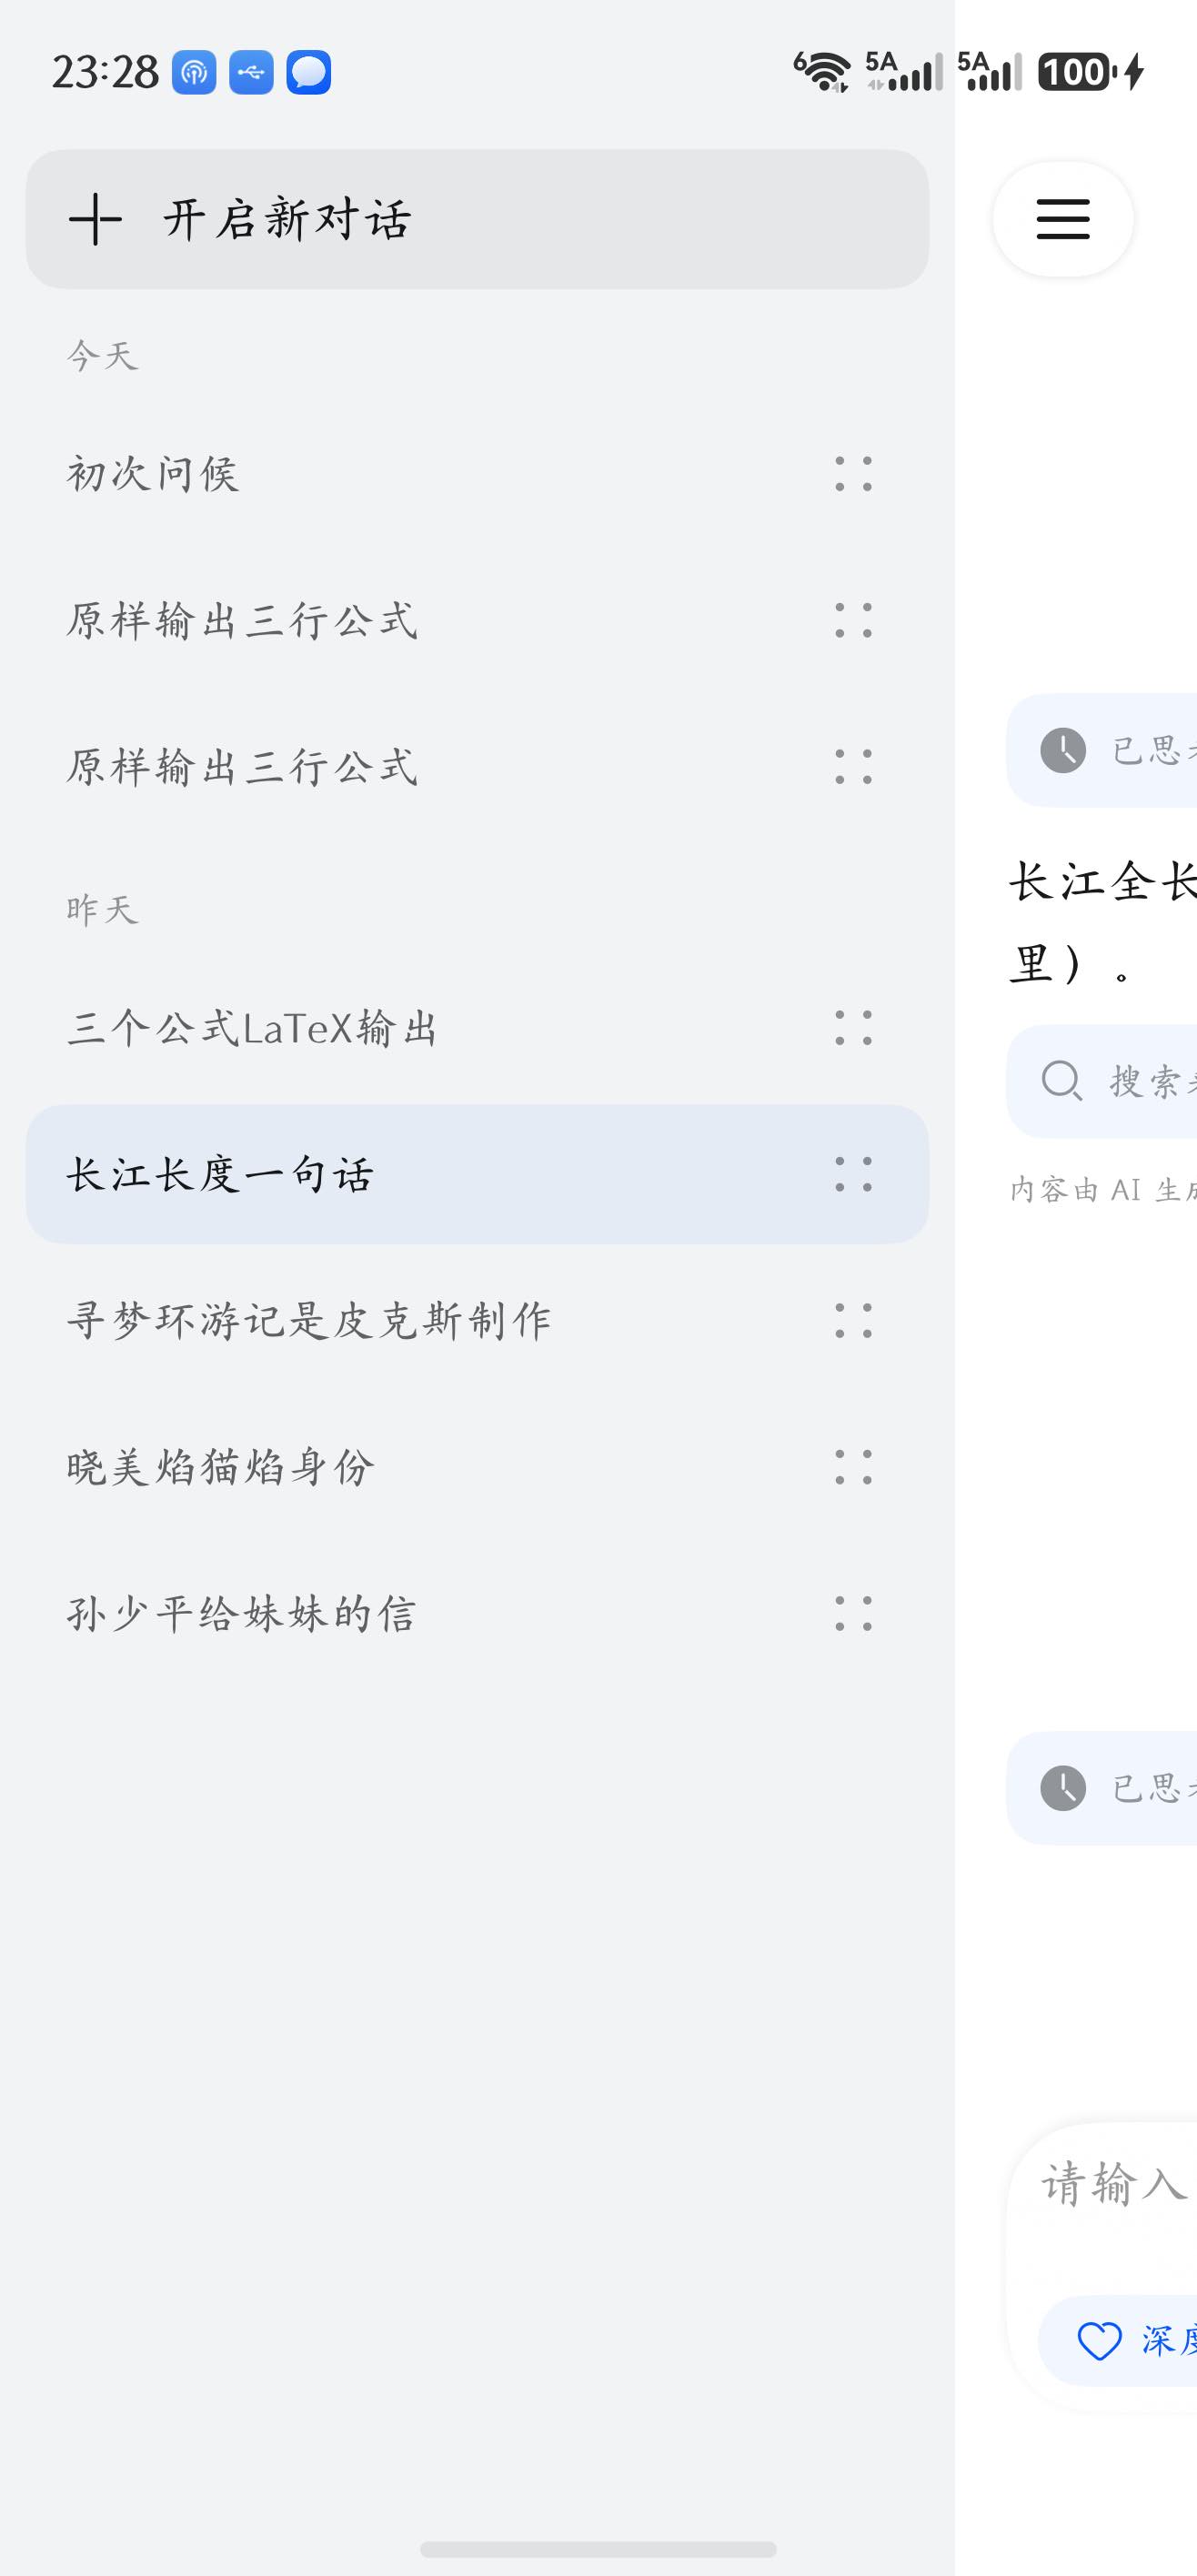 23:28
6 5A 5A 100
开启新对话
今天
初次问候
原样输出三行公式
原样输出三行公式
昨天
三个公式LaTeX输出
长江长度一句话
寻梦环游记是皮克斯制作
晓美焰猫焰身份
孙少平给妹妹的信
已思
长江全长
里）。
搜索
内容由 AI 生
已思
请输入
深